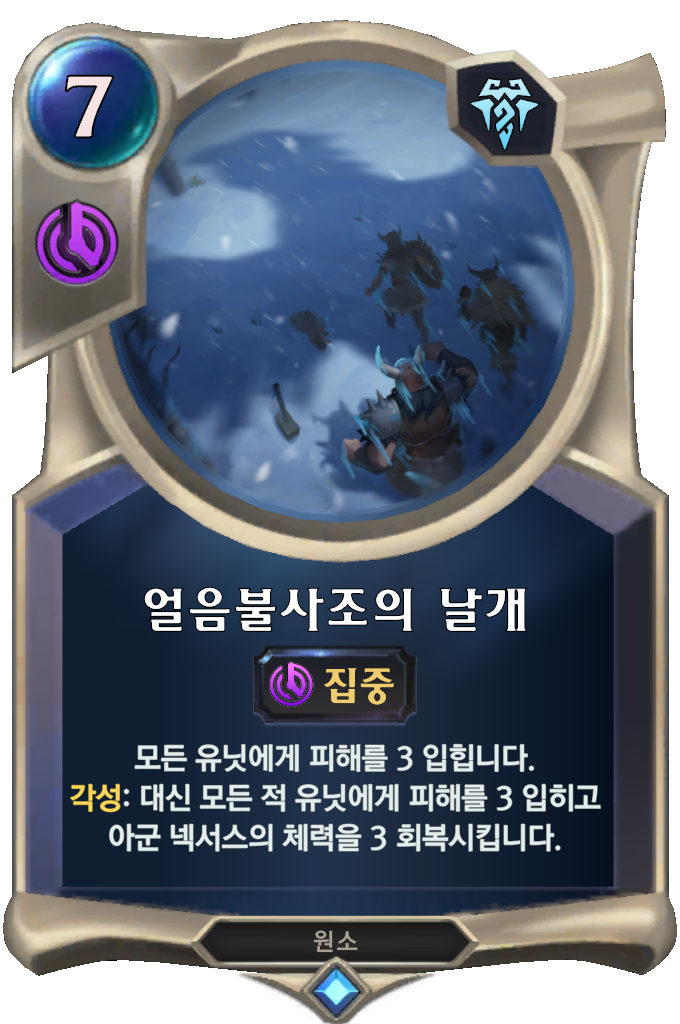 7
얼음불사조의 날개
집중
모든 유닛에게 피해를 3 입힙니다.
각성: 대신 모든 적 유닛에게 피해를 3 입히고
아군 넥서스의 체력을 3 회복시킵니다.
원소